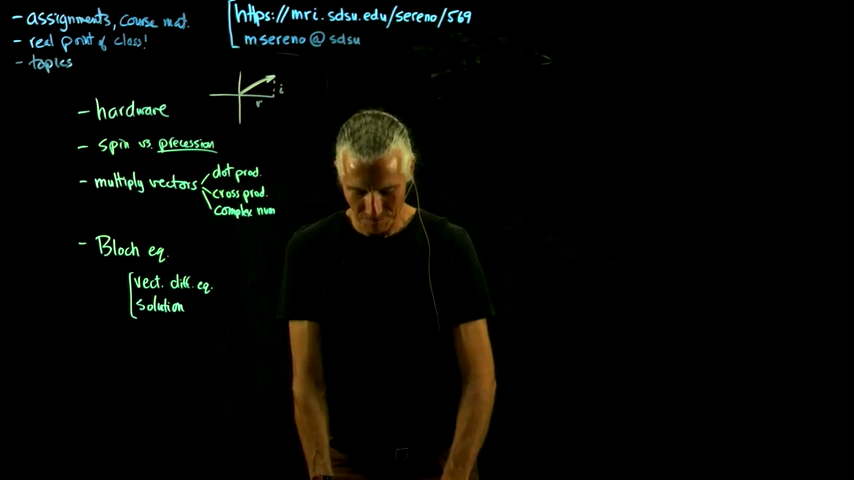 - assignments, course mat.
- real point of class!
- topics
https://mri.sdsu.edu/sereno/569
msereno@sdsu
i
r
- hardware
- spin vs. precession
- multiply vectors
dot prod.
cross prod.
complex num
- Bloch eq.
vect. diff. eq.
solution